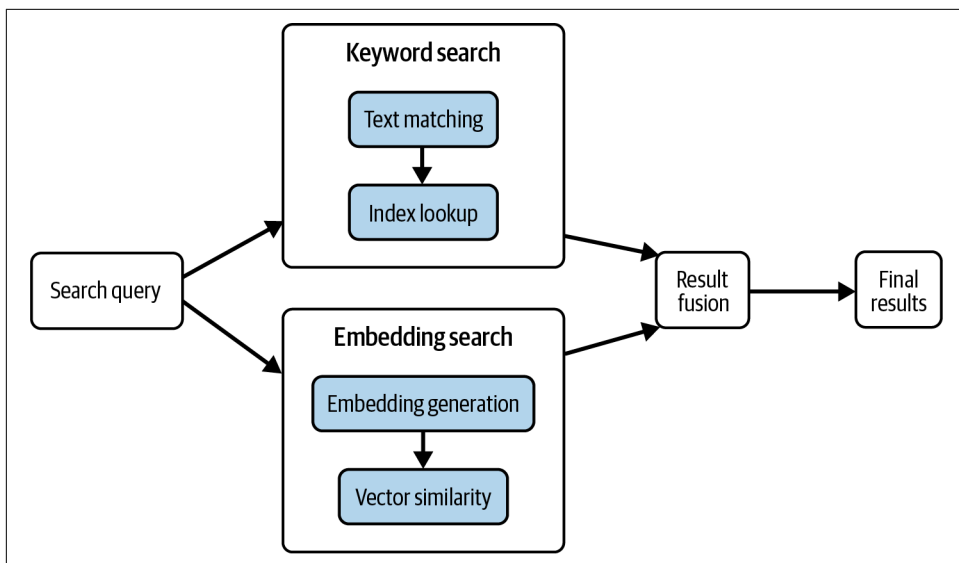 Keyword search
Text matching
Index lookup
Search query
Embedding search
Embedding generation
Vector similarity
Result
fusion
Final
results